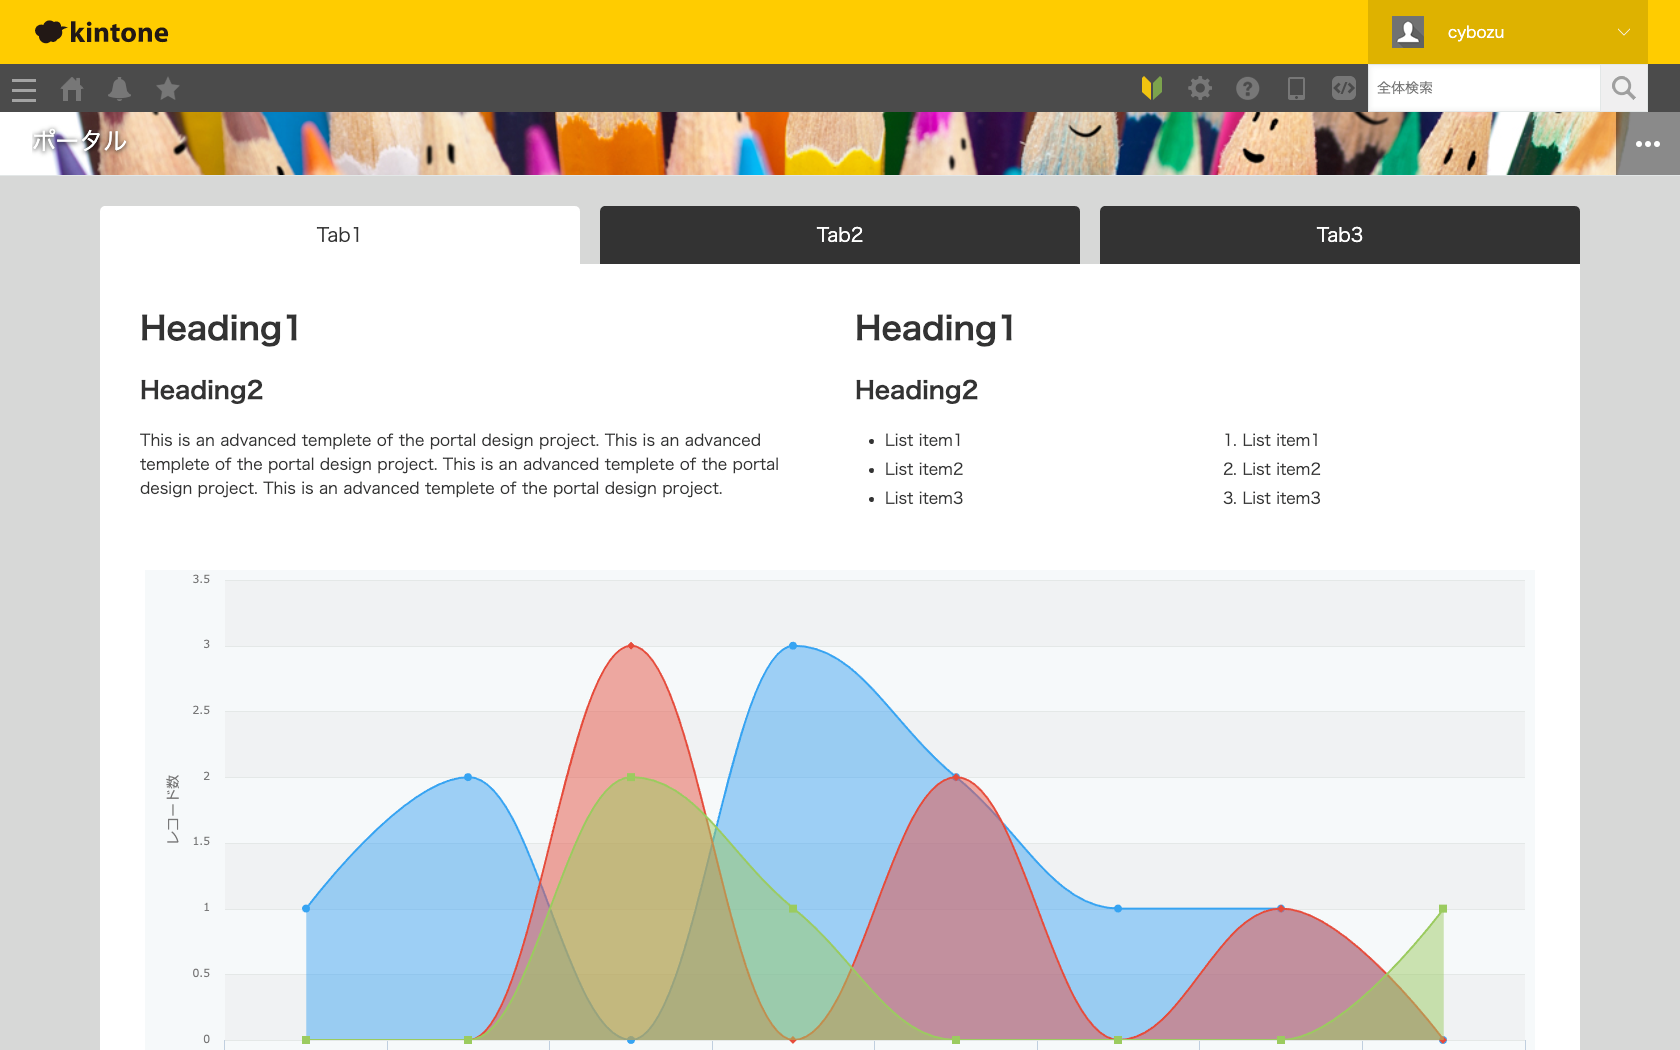 kintone
cybozu
全体検索
ポータル
Tab1
Tab2
Tab3
Heading1
Heading2
This is an advanced templete of the portal design project. This is an advanced
templete of the portal design project. This is an advanced templete of the portal
design project. This is an advanced templete of the portal design project.
Heading1
Heading2
• List item1
• List item2
• List item3
1. List item1
2. List item2
3. List item3
レコード数
3.5
3
2.5
2
1.5
1
0.5
0